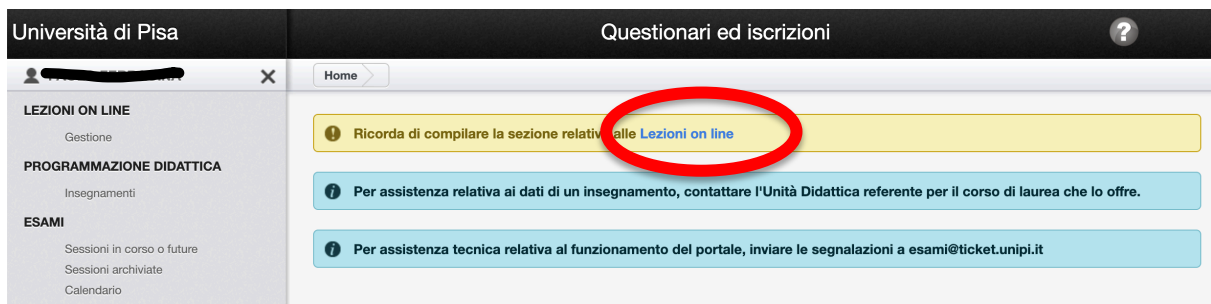 Università di Pisa
Questionari ed iscrizioni
?
Home
LEZIONI ON LINE
Gestione
PROGRAMMAZIONE DIDATTICA
Insegnamenti
ESAMI
Sessioni in corso o future
Sessioni archiviate
Calendario
Ricorda di compilare la sezione relativa alle Lezioni on line
Per assistenza relativa ai dati di un insegnamento, contattare l'Unità Didattica referente per il corso di laurea che lo offre.
Per assistenza tecnica relativa al funzionamento del portale, inviare le segnalazioni a esami@ticket.unipi.it